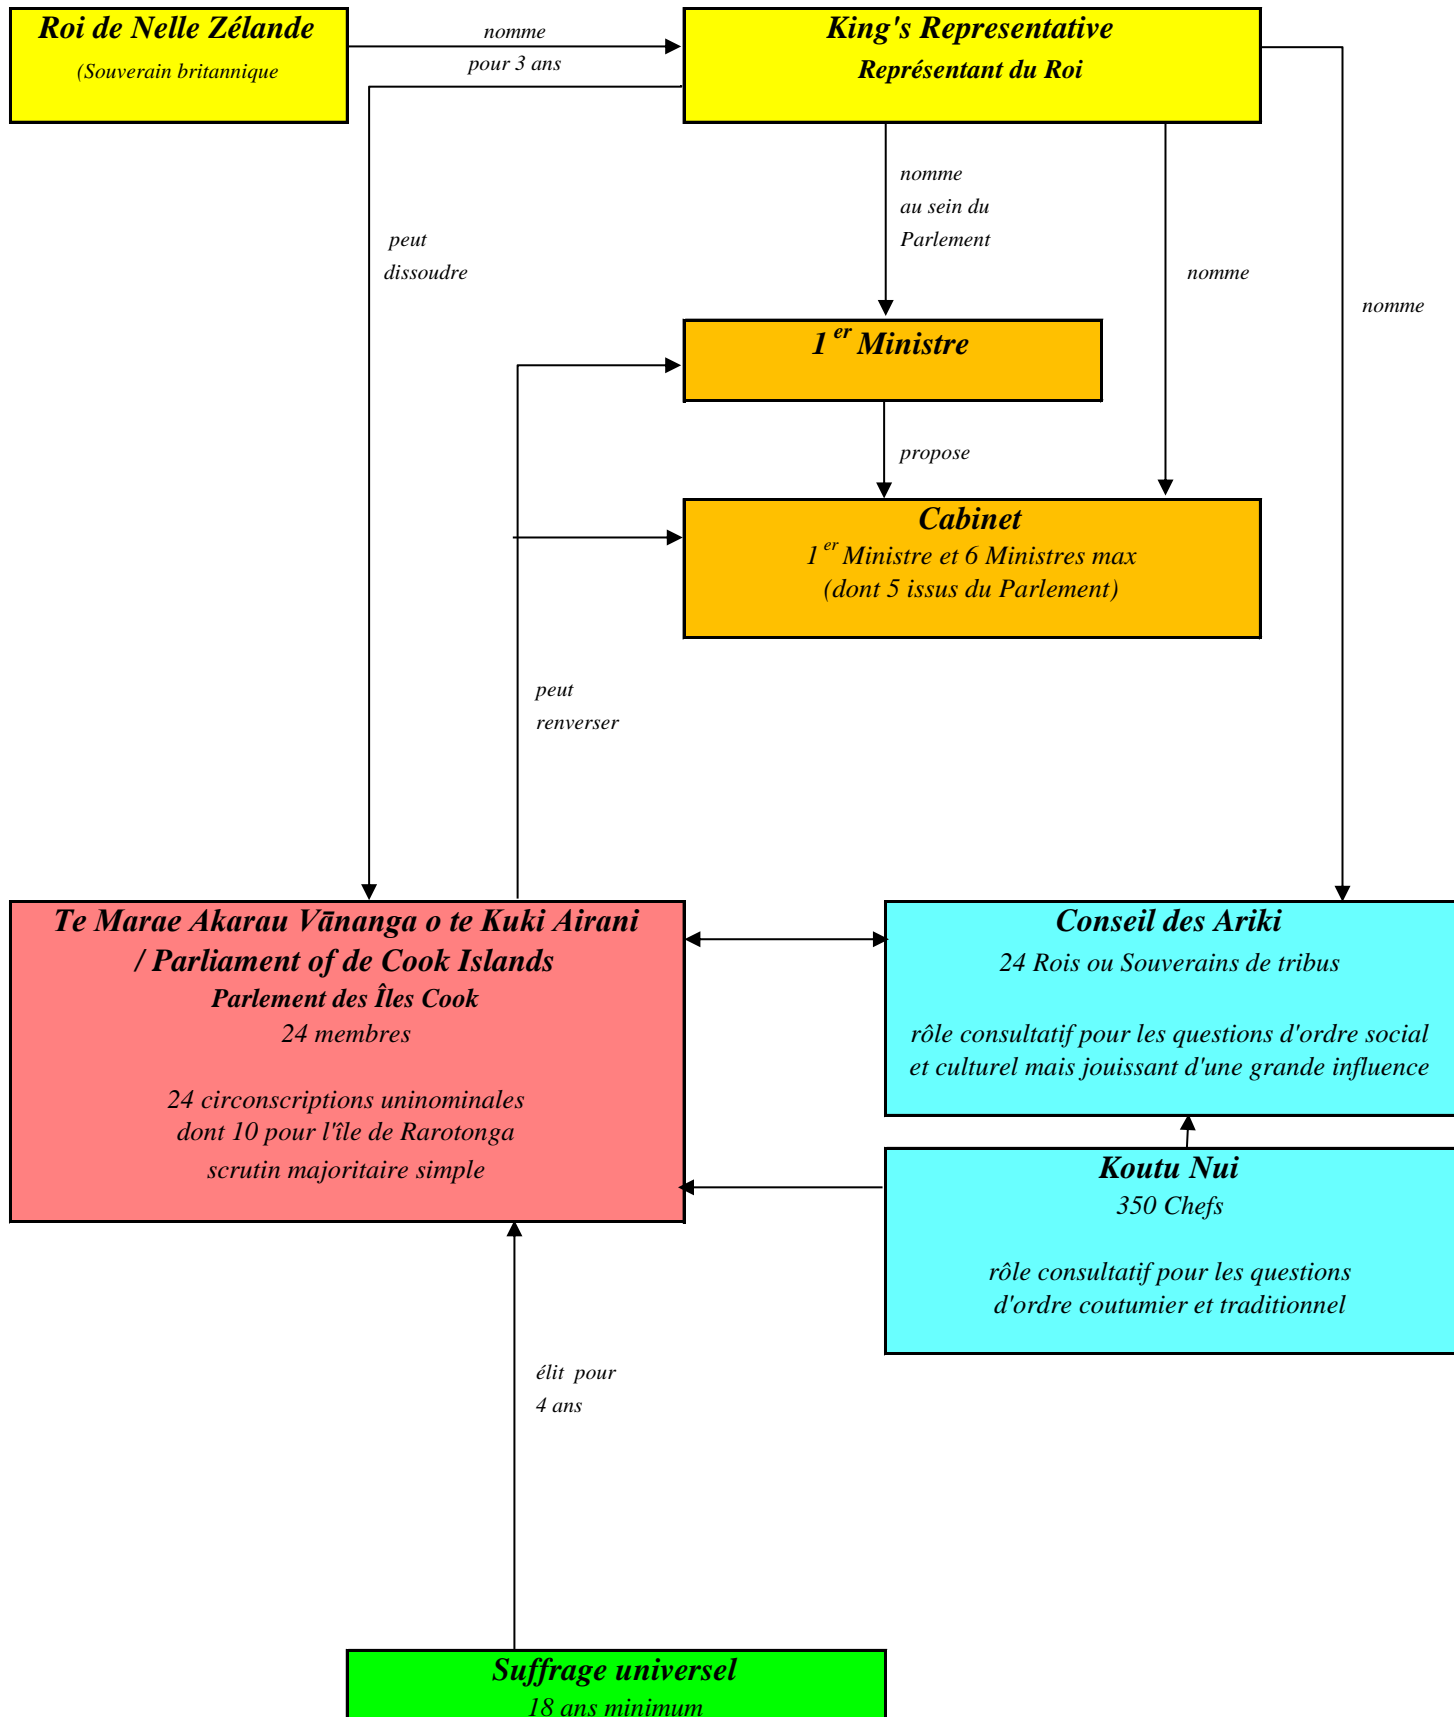 Roi de Nelle Zélande
(Souverain britannique
nomme
pour 3 ans
King's Representative
Représentant du Roi
nomme
au sein du
Parlement
peut
dissoudre
nomme
nomme
1er Ministre
propose
Cabinet
1er Ministre et 6 Ministres max
(dont 5 issus du Parlement)
peut
renverser
Te Marae Akarau Vānanga o te Kuki Airani
/ Parliament of de Cook Islands
Parlement des Îles Cook
24 membres
24 circonscriptions uninominales
dont 10 pour l'île de Rarotonga
scrutin majoritaire simple
Conseil des Ariki
24 Rois ou Souverains de tribus
rôle consultatif pour les questions d'ordre social
et culturel mais jouissant d'une grande influence
Koutu Nui
350 Chefs
rôle consultatif pour les questions
d'ordre coutumier et traditionnel
élit pour
4 ans
Suffrage universel
18 ans minimum